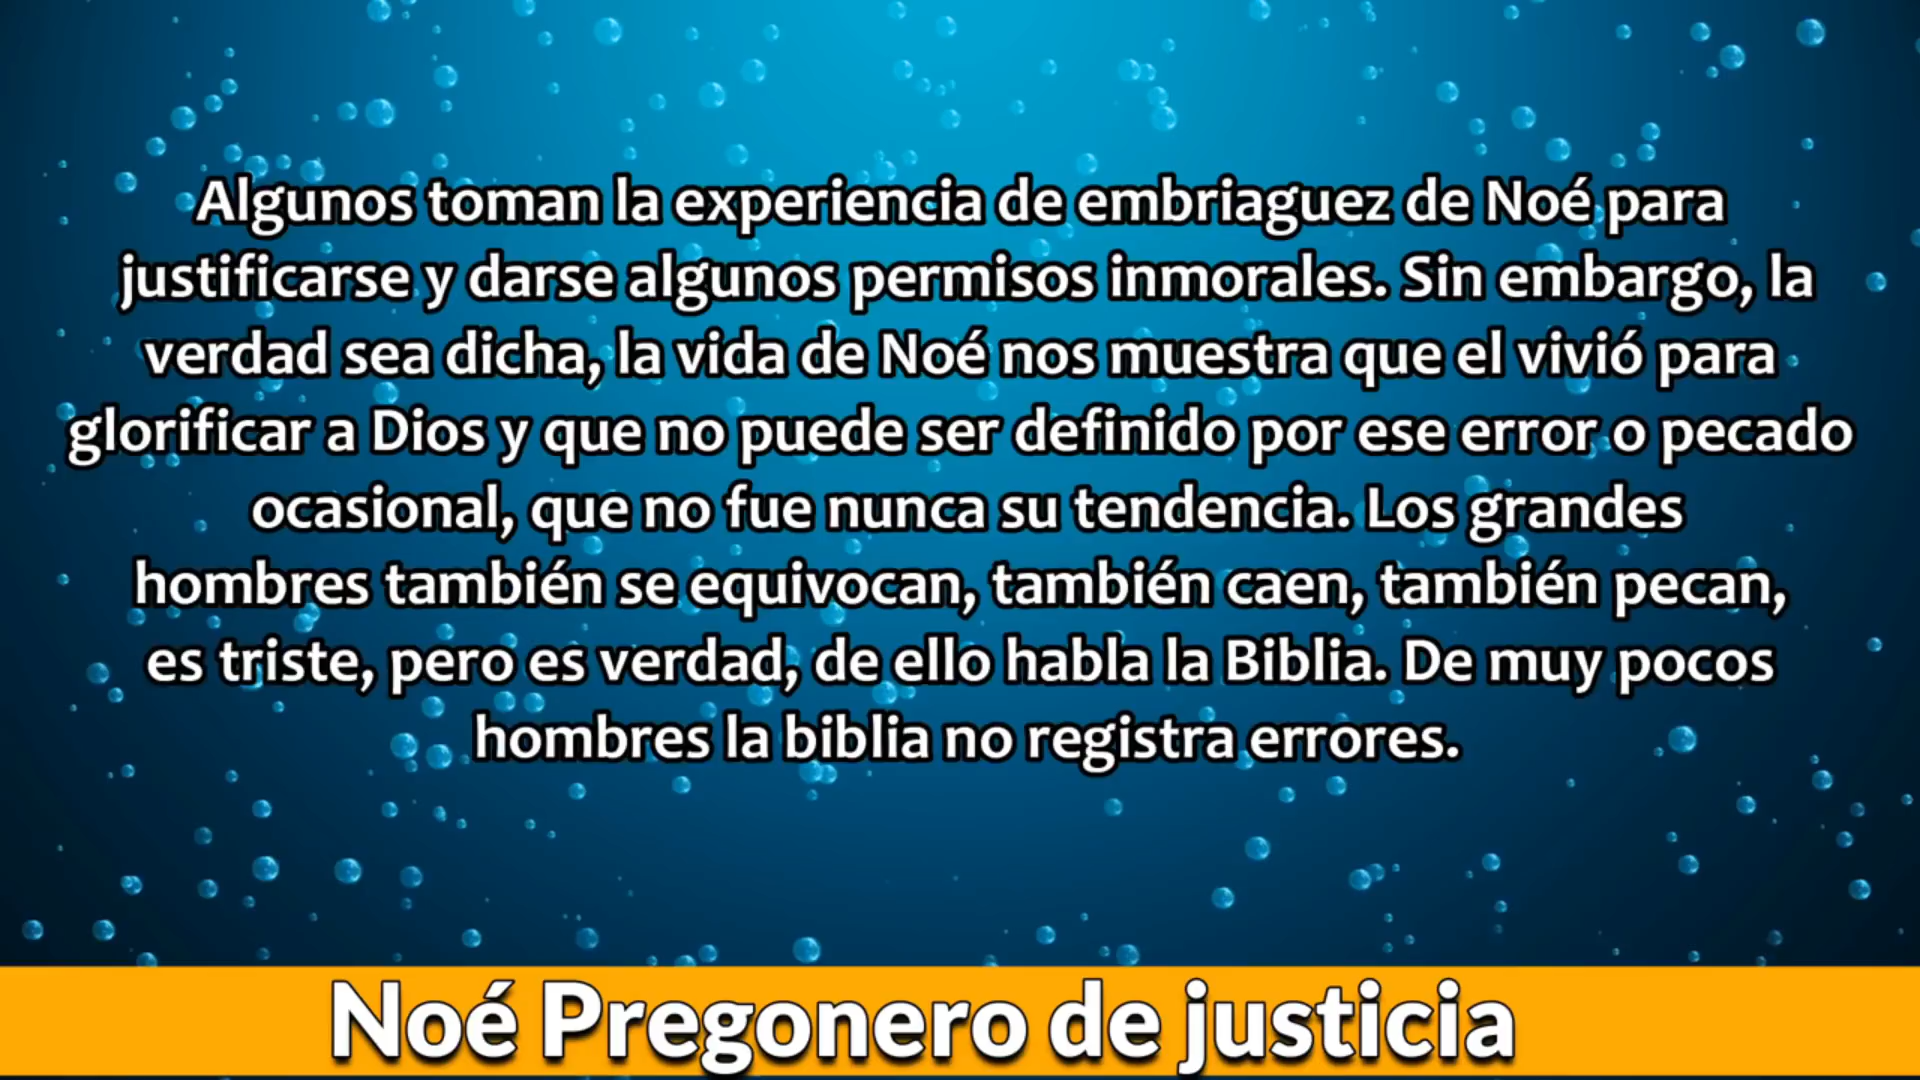 Algunos toman la experiencia de embriaguez de Noé para
justificarse y darse algunos permisos inmorales. Sin embargo, la
verdad sea dicha, la vida de Noé nos muestra que el vivió para
glorificar a Dios y que no puede ser definido por ese error o pecado
ocasional, que no fue nunca su tendencia. Los grandes
hombres también se equivocan, también caen, también pecan,
es triste, pero es verdad, de ello habla la Biblia. De muy pocos
hombres la biblia no registra errores.
Noé Pregonero de justicia